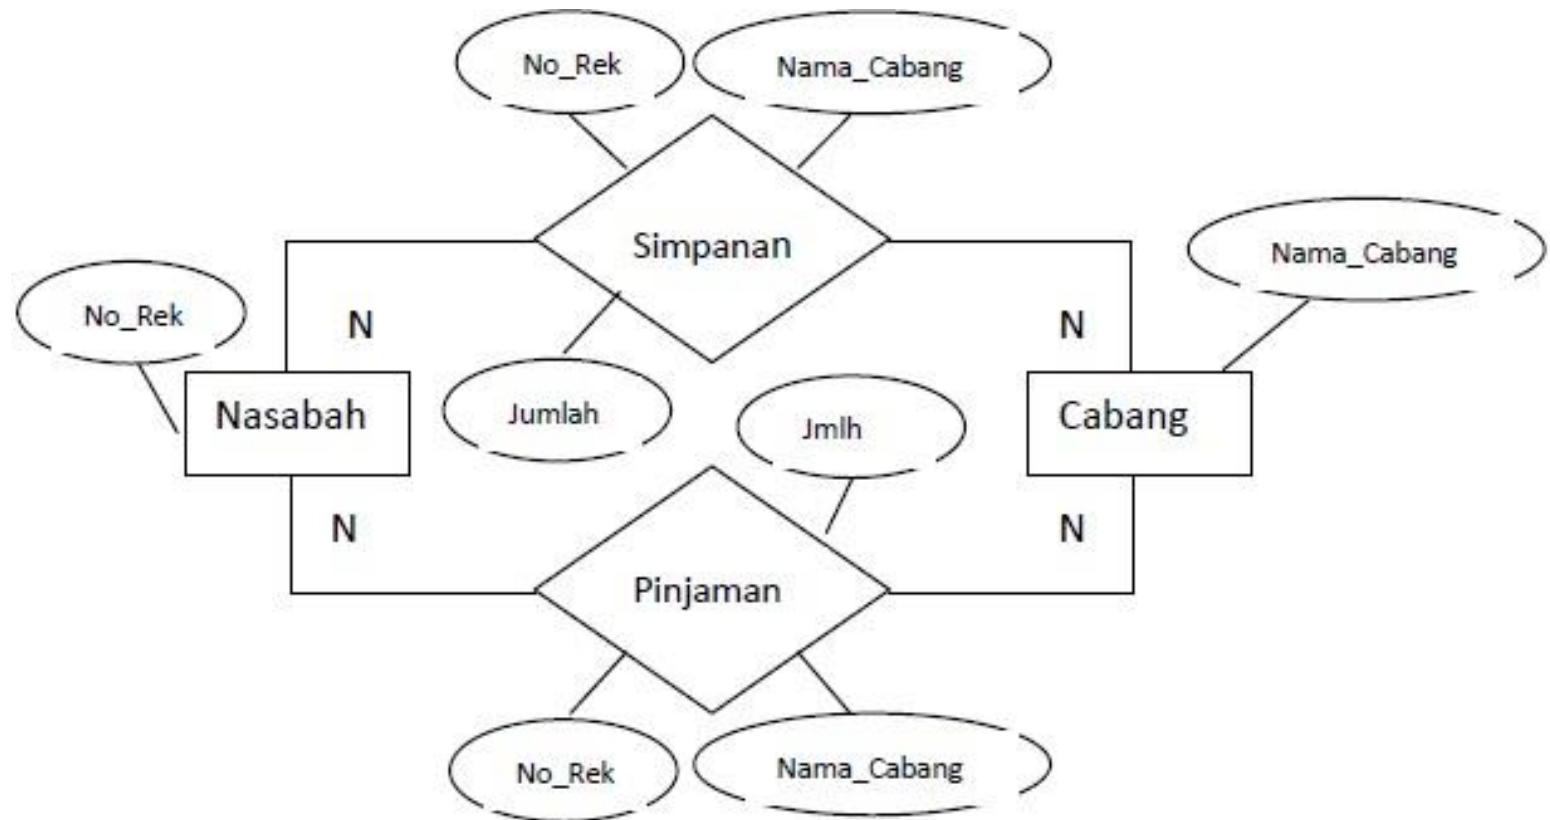 No_Rek
Nama_Cabang
Simpanan
Nama_Cabang
No_Rek
N
N
Nasabah
Jumlah
Jmlh
Cabang
N
N
Pinjaman
No_Rek
Nama_Cabang